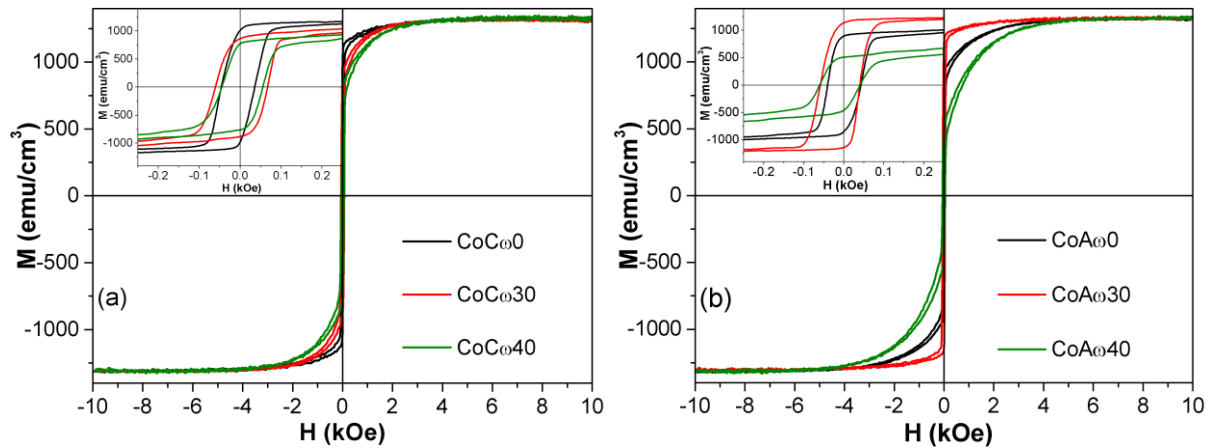 M (emu/cm³)
1000
500
0
-500
-1000
-10 -8 -6 -4 -2 0 2 4 6 8 10
H (kOe)
(a)
CoCω0
CoCω30
CoCω40
M (emu/cm³)
1000
500
0
-500
-1000
-0.2 -0.1 0.0 0.1 0.2
H (kOe)
M (emu/cm³)
1000
500
0
-500
-1000
-10 -8 -6 -4 -2 0 2 4 6 8 10
H (kOe)
(b)
CoAω0
CoAω30
CoAω40
M (emu/cm³)
1000
500
0
-500
-1000
-0.2 -0.1 0.0 0.1 0.2
H (kOe)